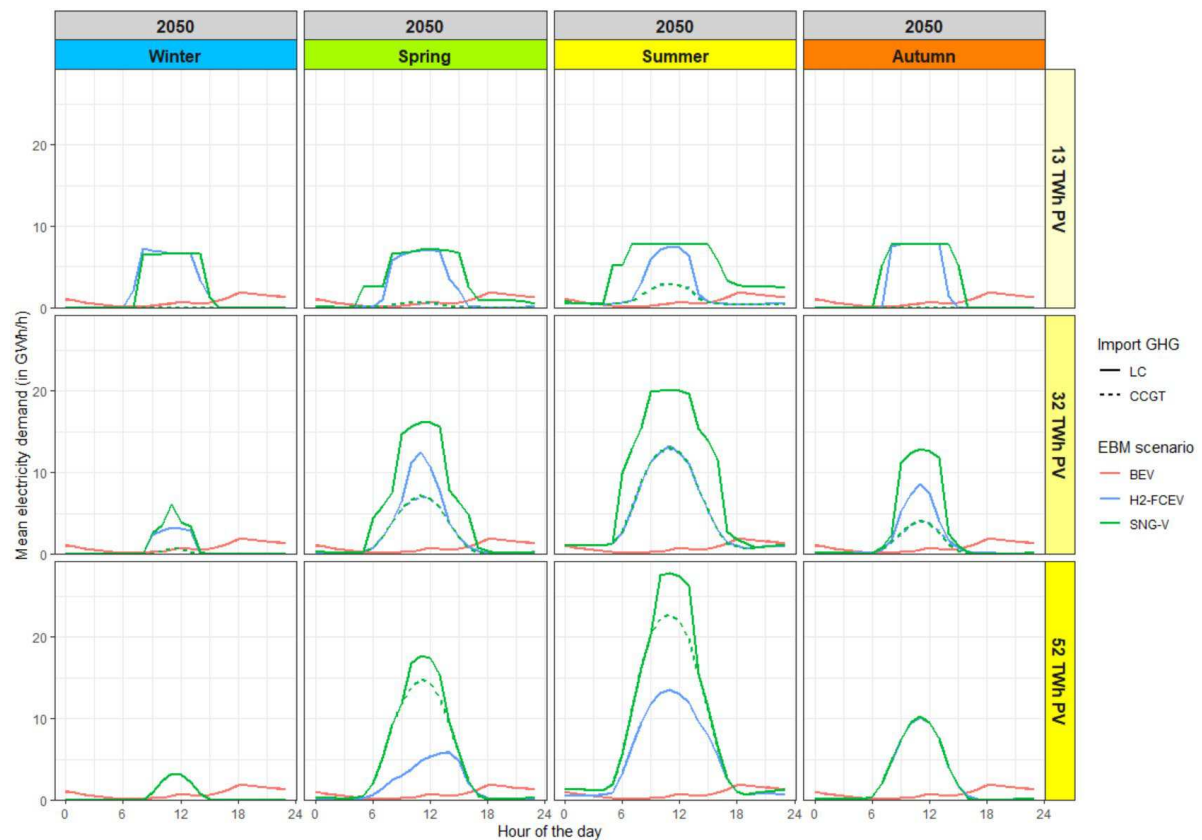 2050 2050 2050 2050
Winter Spring Summer Autumn
Mean electricity demand (in GWh/h)
20
10
0
13 TWh PV
20
10
0
32 TWh PV
20
10
0
52 TWh PV
0 6 12 18 24 0 6 12 18 24 0 6 12 18 24 0 6 12 18 24
Hour of the day
Import GHG
LC
CCGT
EBM scenario
BEV
H2-FCEV
SNG-V